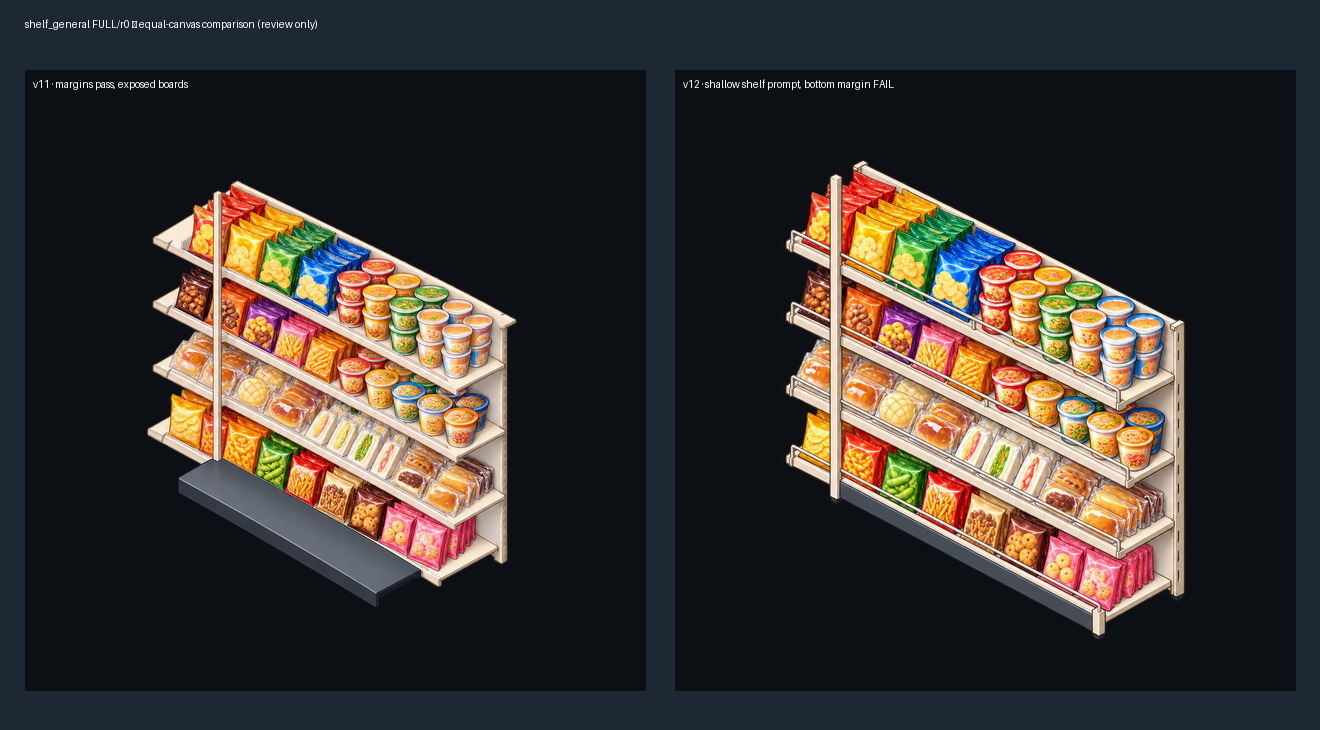 shelf_general FULL/r0 ☒ equal-canvas comparison (review only)
v11 · margins pass, exposed boards
v12 · shallow shelf prompt, bottom margin FAIL